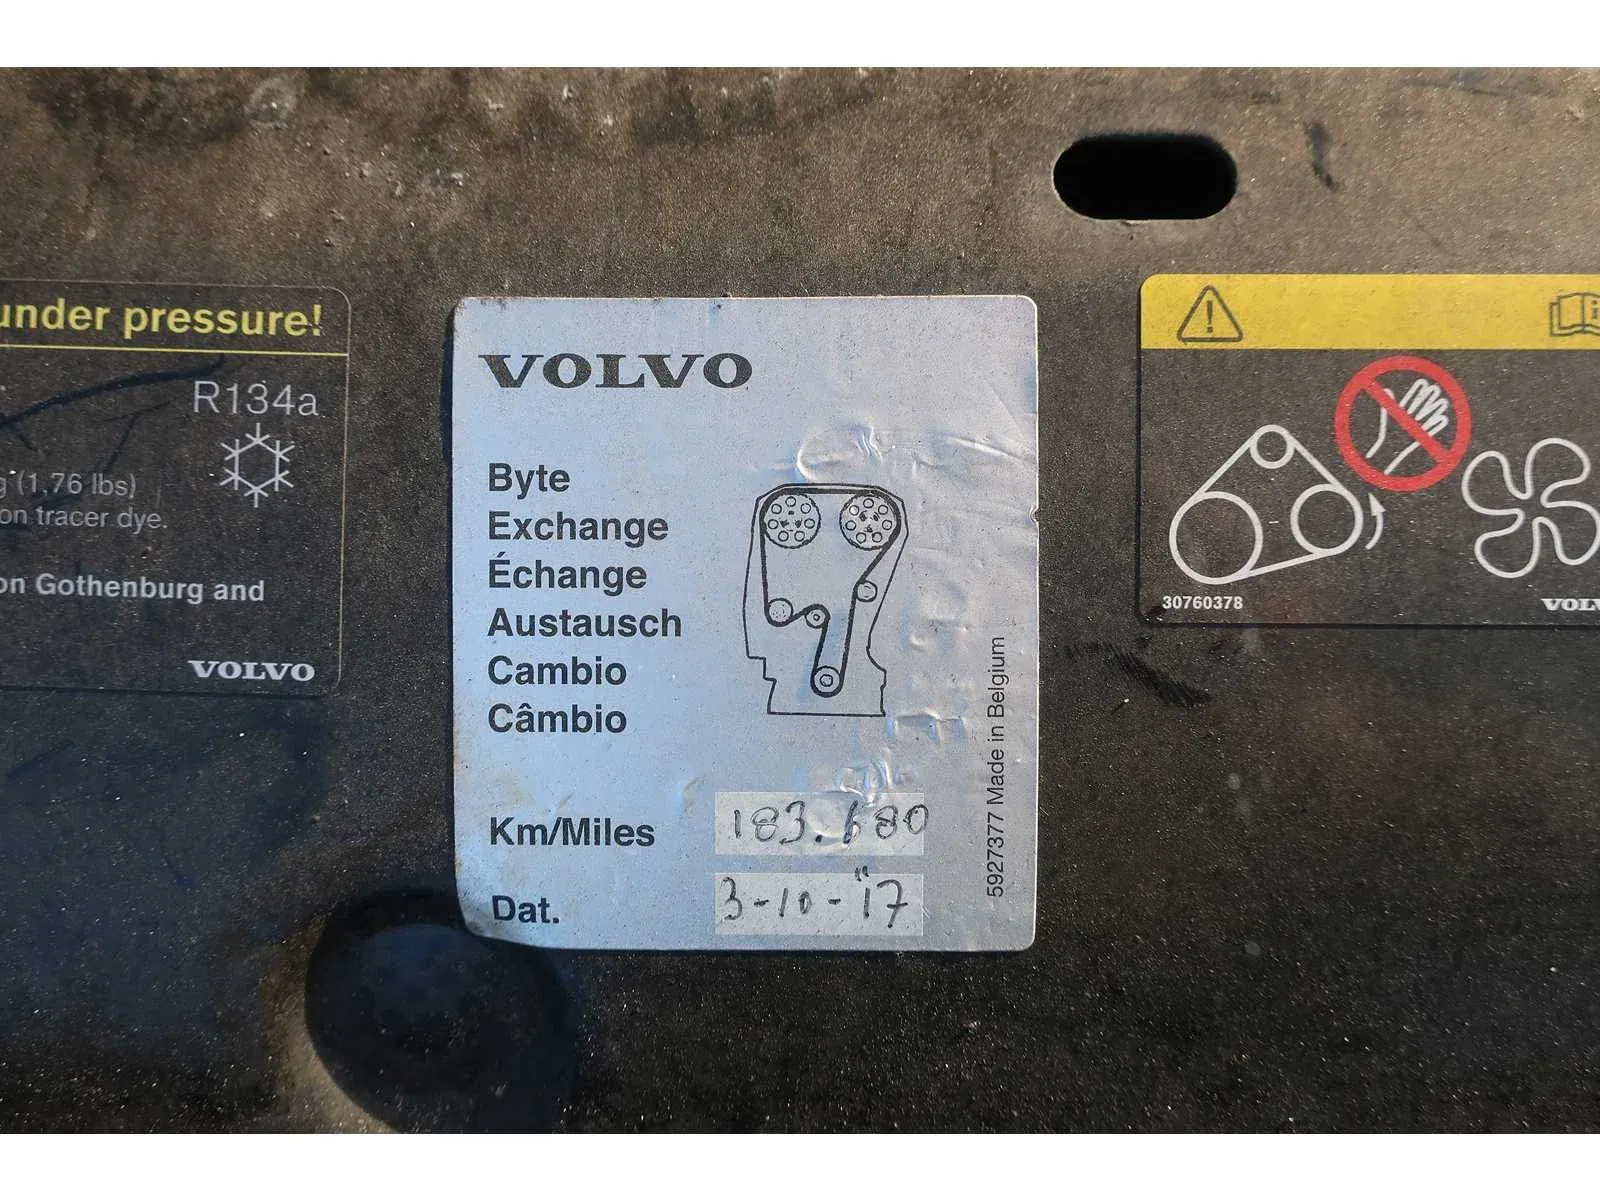 under pressure!
R134a
(1,76 lbs)
on tracer dye.
on Gothenburg and
VOLVO
VOLVO
Byte
Exchange
Échange
Austausch
Cambio
Câmbio
Km/Miles 183.680
Dat. 3-10-17
5927377 Made in Belgium
30760378